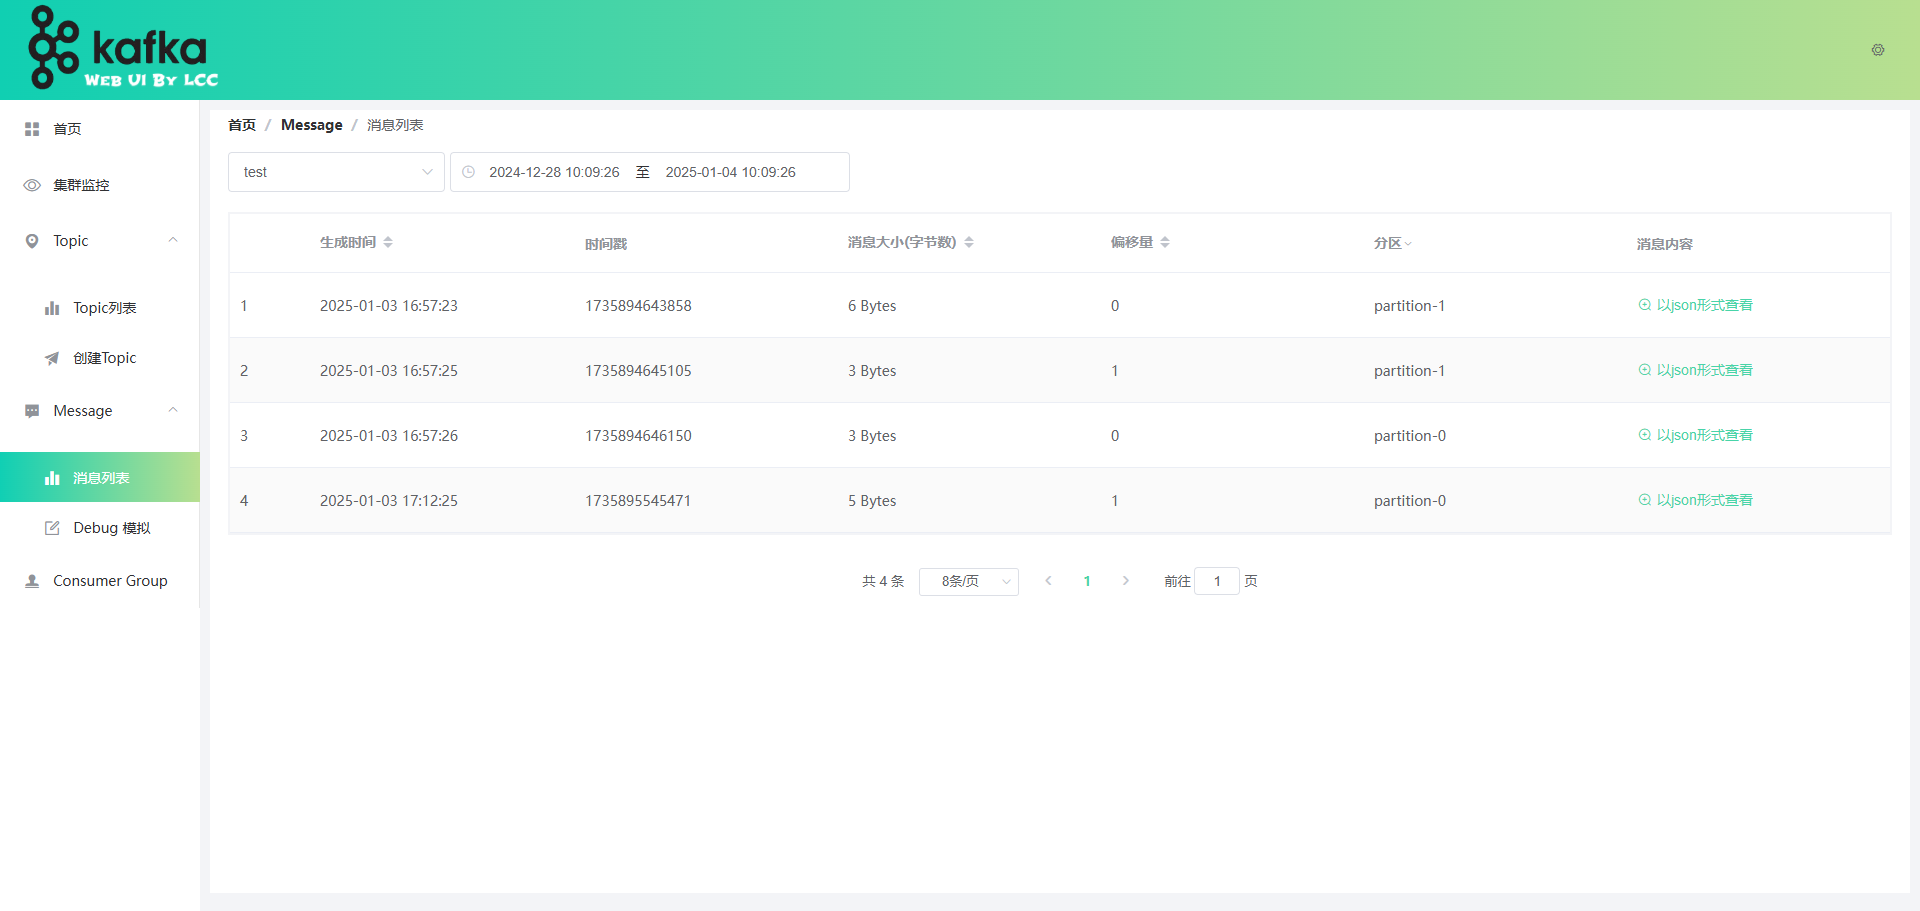 kafka
Web UI By LCC
首页
集群监控
Topic
Topic列表
创建Topic
Message
消息列表
Debug 模拟
Consumer Group
首页 / Message / 消息列表
test 2024-12-28 10:09:26 至 2025-01-04 10:09:26
生成时间 时间戳 消息大小(字节数) 偏移量 分区 消息内容
1 2025-01-03 16:57:23 1735894643858 6 Bytes 0 partition-1 以json形式查看
2 2025-01-03 16:57:25 1735894645105 3 Bytes 1 partition-1 以json形式查看
3 2025-01-03 16:57:26 1735894646150 3 Bytes 0 partition-0 以json形式查看
4 2025-01-03 17:12:25 1735895545471 5 Bytes 1 partition-0 以json形式查看
共 4 条 8条/页 1 前往 1 页